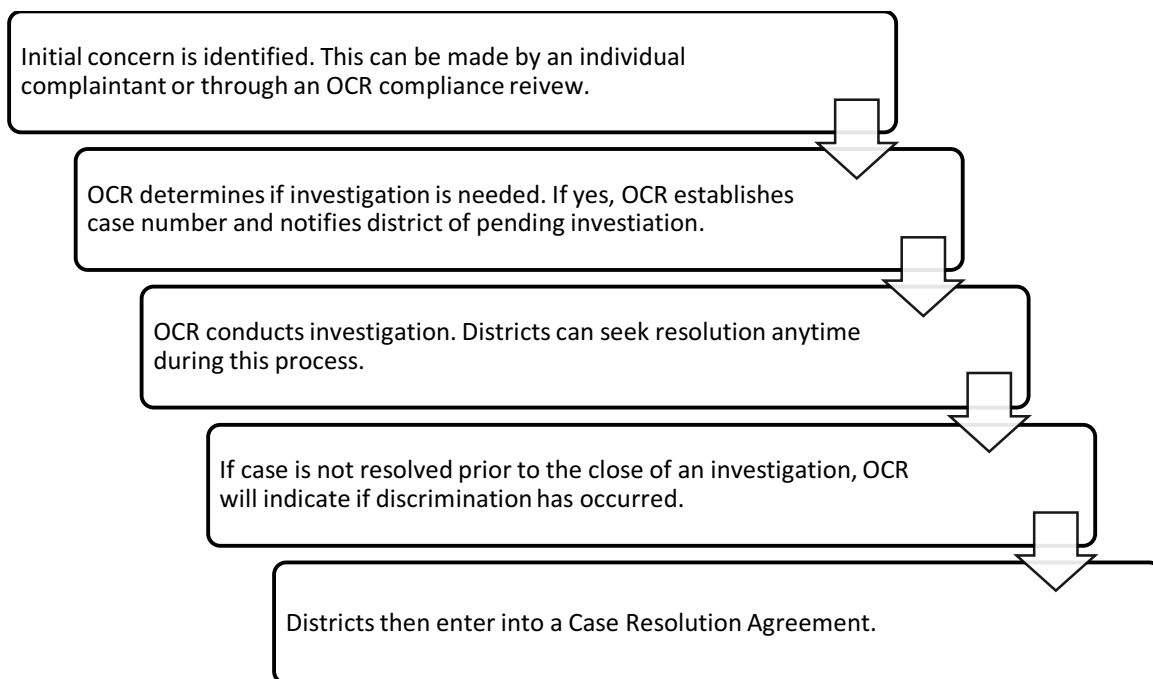 Initial concern is identified. This can be made by an individual
complaintant or through an OCR compliance reivew.
OCR determines if investigation is needed. If yes, OCR establishes
case number and notifies district of pending investiation.
OCR conducts investigation. Districts can seek resolution anytime
during this process.
If case is not resolved prior to the close of an investigation, OCR
will indicate if discrimination has occurred.
Districts then enter into a Case Resolution Agreement.